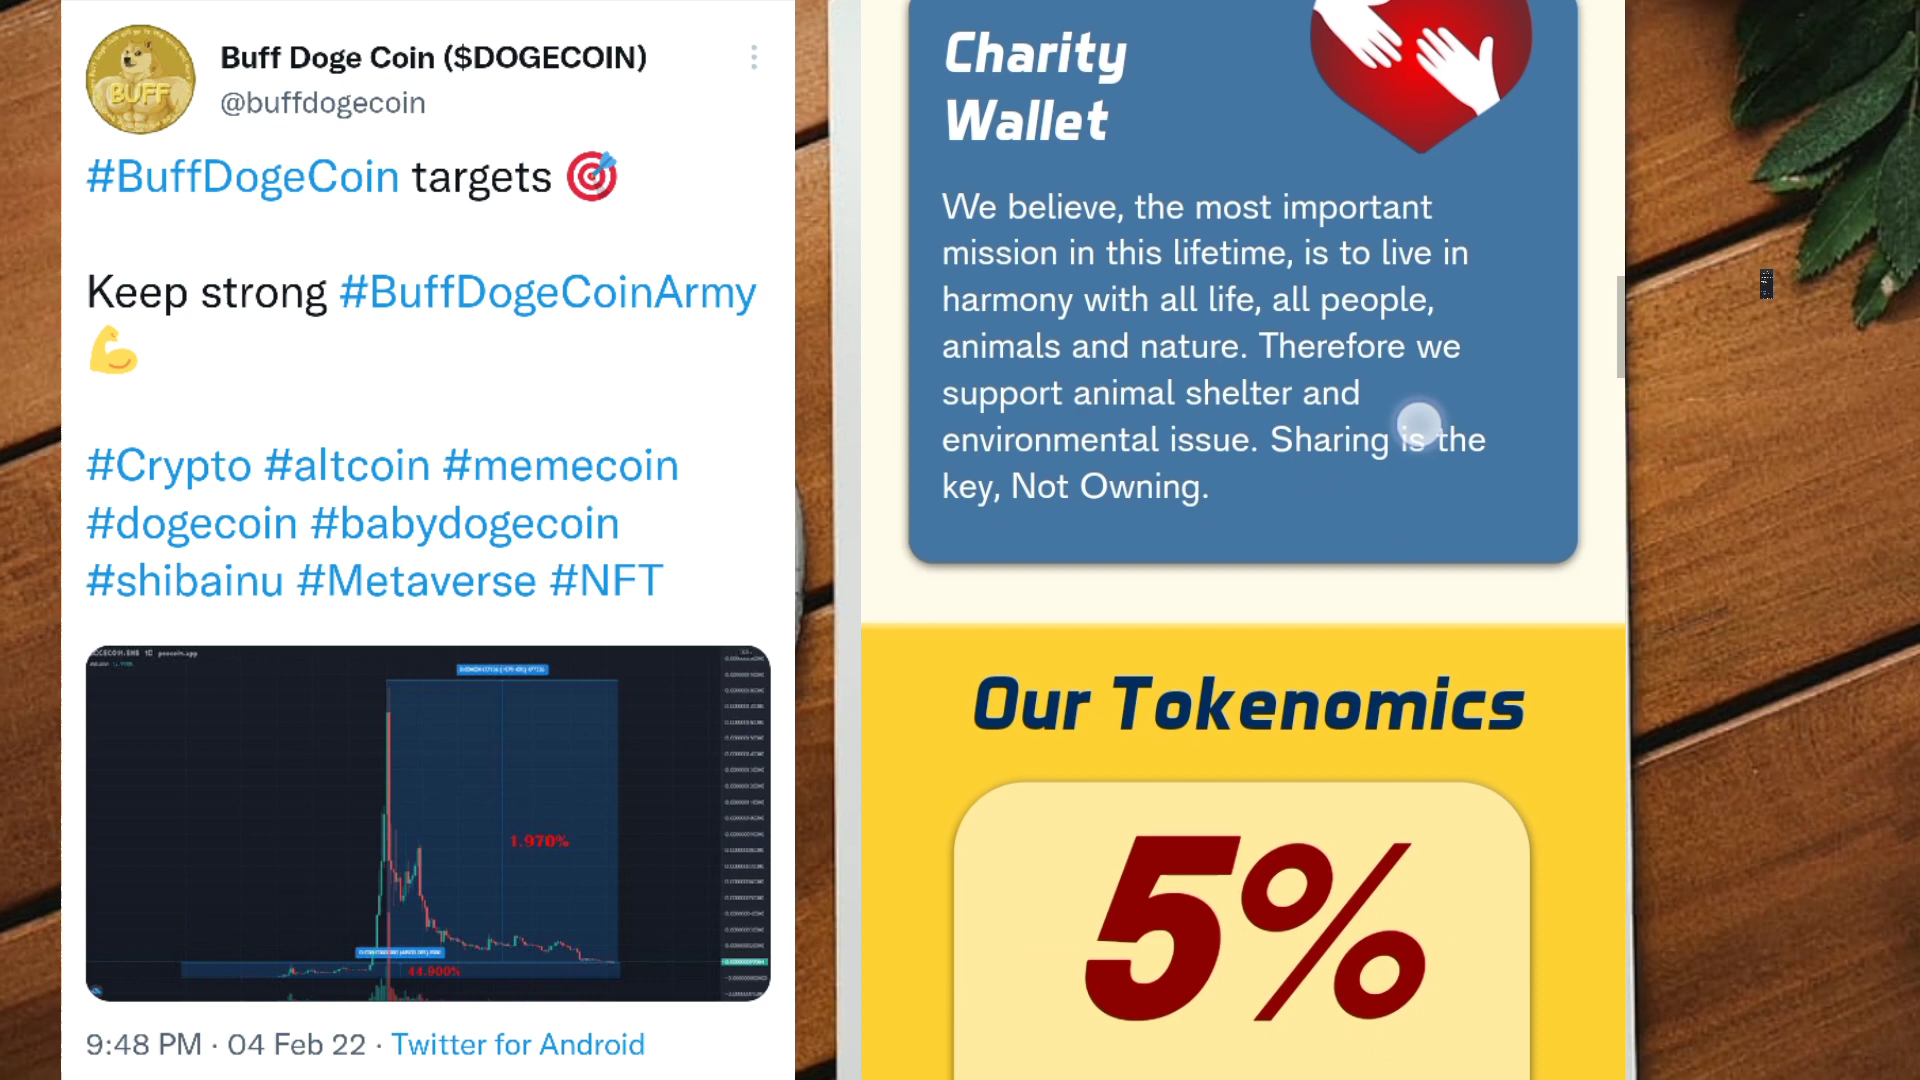 Buff Doge Coin ($DOGECOIN)
@buffdogecoin
BUFF
#BuffDogeCoin targets 🎯
Keep strong #BuffDogeCoinArmy
💪
#Crypto #altcoin #memecoin
#dogecoin #babydogecoin
#shibainu #Metaverse #NFT
1.970%
44.900%
9:48 PM · 04 Feb 22 · Twitter for Android
Charity
Wallet
We believe, the most important
mission in this lifetime, is to live in
harmony with all life, all people,
animals and nature. Therefore we
support animal shelter and
environmental issue. Sharing is the
key, Not Owning.
Our Tokenomics
5%